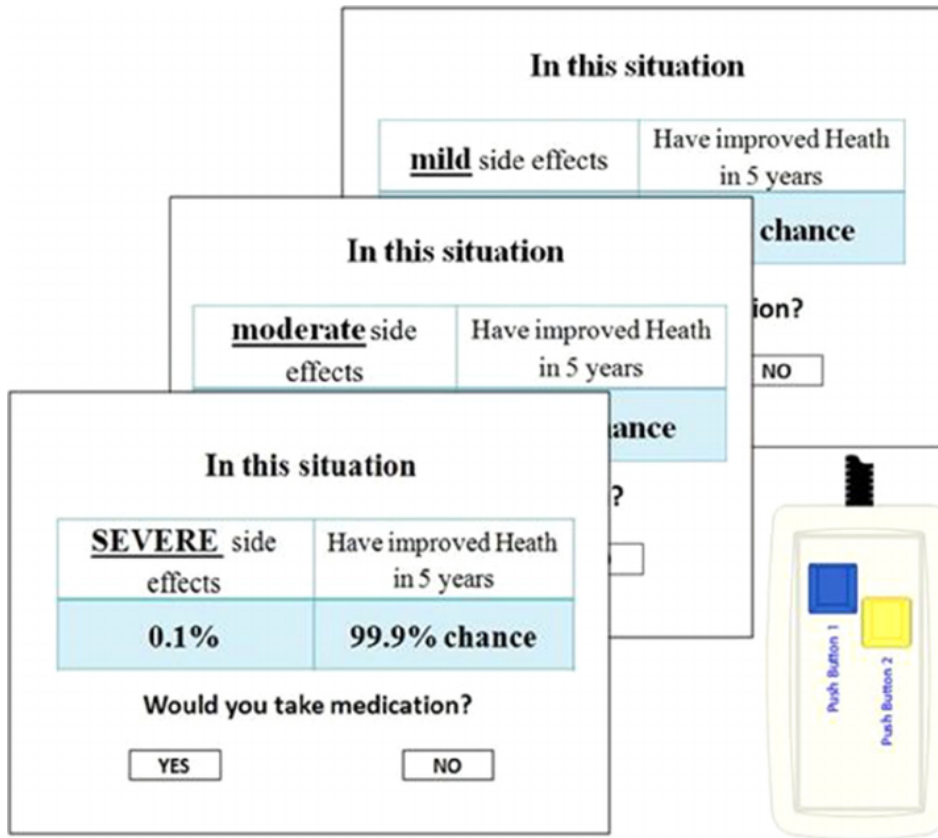 In this situation
mild side effects
Have improved Heath
in 5 years
chance
ion?
NO
In this situation
moderate side
effects
Have improved Heath
in 5 years
ance
?
In this situation
SEVERE side
effects
Have improved Heath
in 5 years
0.1%
99.9% chance
Would you take medication?
YES
NO
Push Button 1
Push Button 2